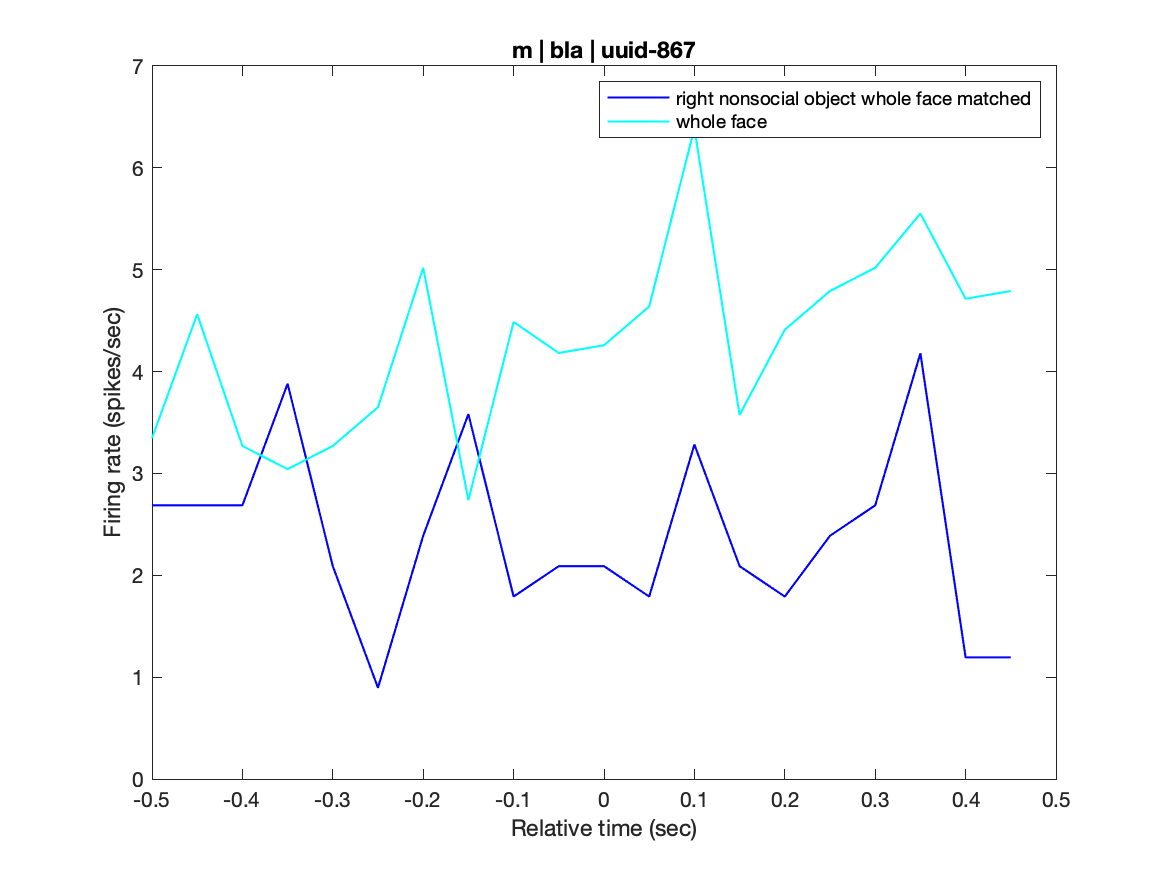 m | bla | uuid-867
7
right nonsocial object whole face matched
whole face
6
5
4
3
2
1
0
Firing rate (spikes/sec)
-0.5 -0.4 -0.3 -0.2 -0.1 0 0.1 0.2 0.3 0.4 0.5
Relative time (sec)